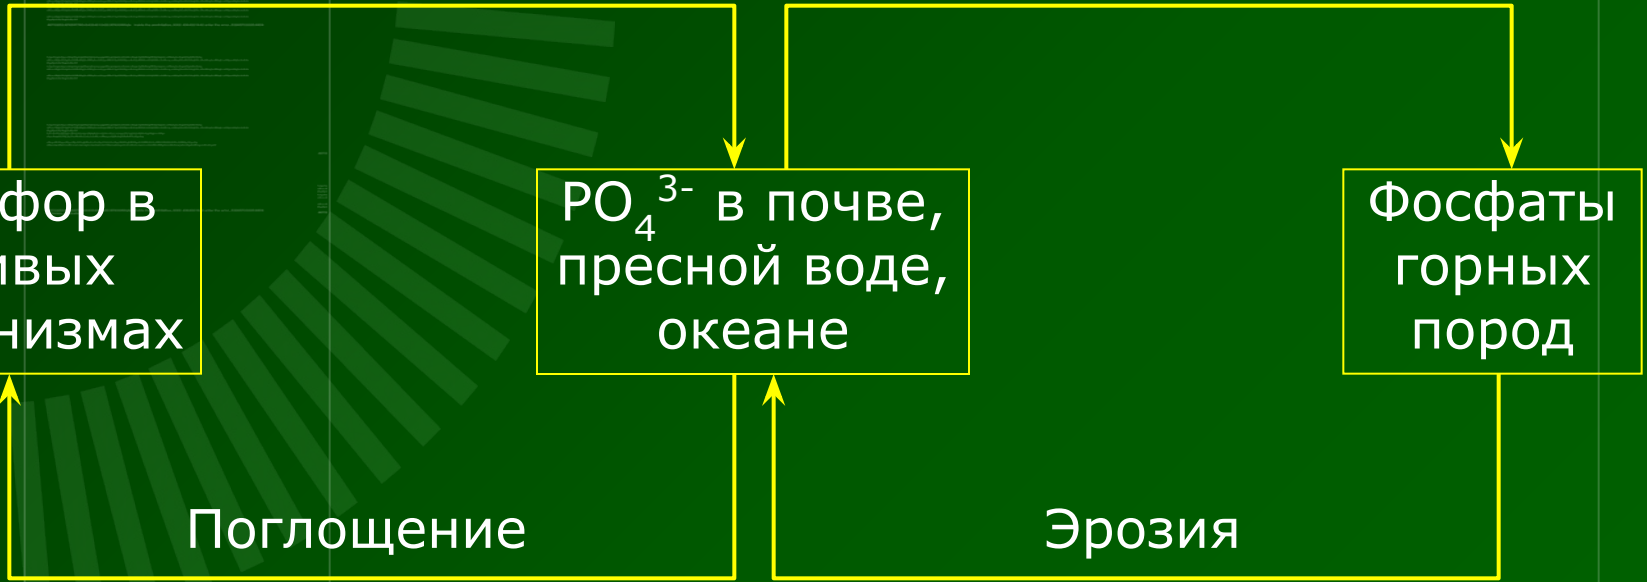 фор в
ивых
низмах
PO₄³⁻ в почве,
пресной воде,
океане
Фосфаты
горных
пород
Поглощение
Эрозия